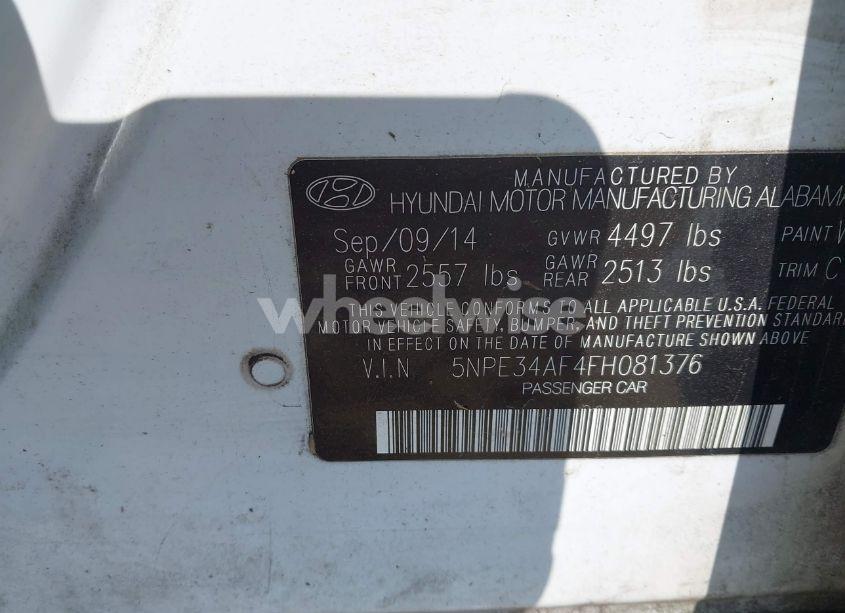 MANUFACTURED BY
HYUNDAI MOTOR MANUFACTURING ALABAMA
Sep/09/14 GVWR 4497 lbs PAINT
GAWR FRONT 2557 lbs GAWR REAR 2513 lbs TRIM C
THIS VEHICLE CONFORMS TO ALL APPLICABLE U.S.A. FEDERAL
MOTOR VEHICLE SAFETY, BUMPER, AND THEFT PREVENTION STANDARD
IN EFFECT ON THE DATE OF MANUFACTURE SHOWN ABOVE
V.I.N 5NPE34AF4FH081376
PASSENGER CAR
wheelwise